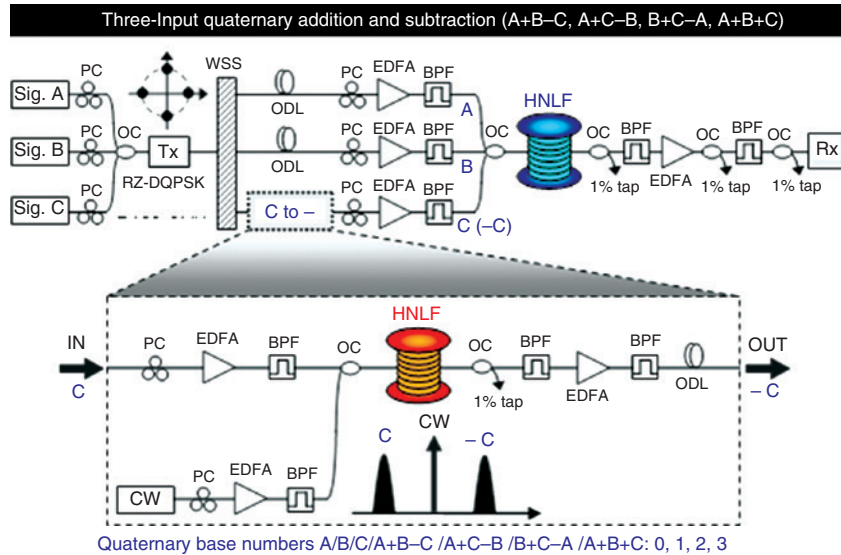 Three-Input quaternary addition and subtraction (A+B–C, A+C–B, B+C–A, A+B+C)
WSS
PC
EDFA
BPF
Sig. A
PC
ODL
A
HNLF
OC
Tx
RZ-DQPSK
Sig. B
PC
ODL
PC
EDFA
BPF
B
OC
OC
BPF
EDFA
OC
BPF
OC
Rx
1% tap
1% tap
1% tap
Sig. C
PC
C to –
PC
EDFA
BPF
C (–C)
IN
C
PC
EDFA
BPF
OC
HNLF
OC
1% tap
BPF
EDFA
BPF
ODL
OUT
– C
CW
PC
EDFA
BPF
C
CW
– C
Quaternary base numbers A/B/C/A+B–C /A+C–B /B+C–A /A+B+C: 0, 1, 2, 3